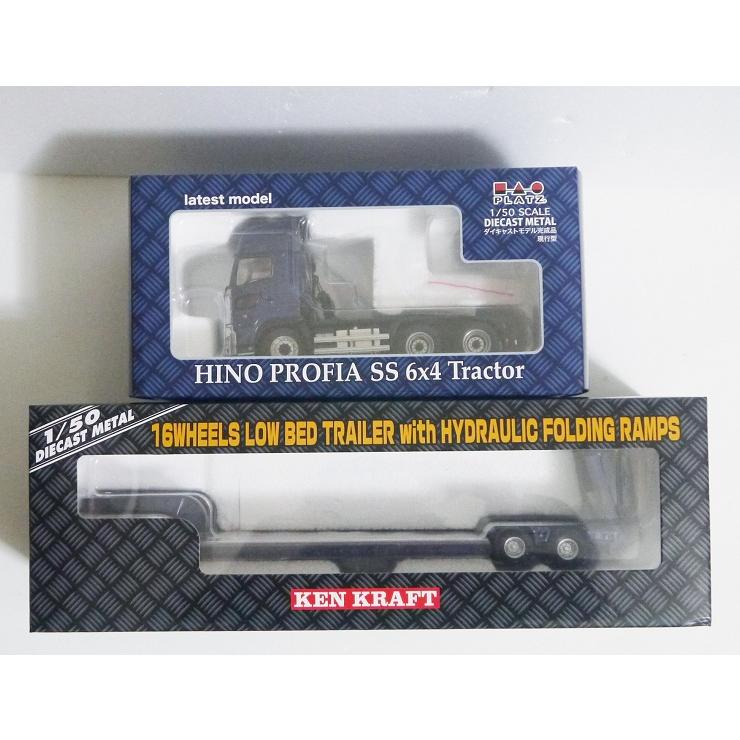 latest model
PLATZ
1/50 SCALE
DIECAST METAL
ダイキャストモデル完成品
現行型
HINO PROFIA SS 6x4 Tractor
1/50
DIECAST METAL
16WHEELS LOW BED TRAILER with HYDRAULIC FOLDING RAMPS
KEN KRAFT